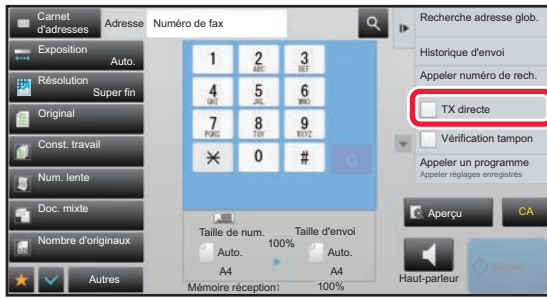 Carnet
d'adresses
Adresse
Numéro de fax
Recherche adresse glob.
Exposition
Auto.
Historique d'envoi
Résolution
Super fin
Appeler numéro de rech.
Original
TX directe
Const. travail
Vérification tampon
Num. lente
Appeler un programme
Appeler réglages enregistrés
Doc. mixte
Nombre d'originaux
Autres
1
2
ABC
3
DEF
4
GHI
5
JKL
6
MNO
7
PQRS
8
TUV
9
WXYZ
0
#
C
Taille de num.
100%
Taille d'envoi
Auto.
Auto.
A4
A4
Mémoire réception:
100%
Aperçu
CA
Haut-parleur
Départ